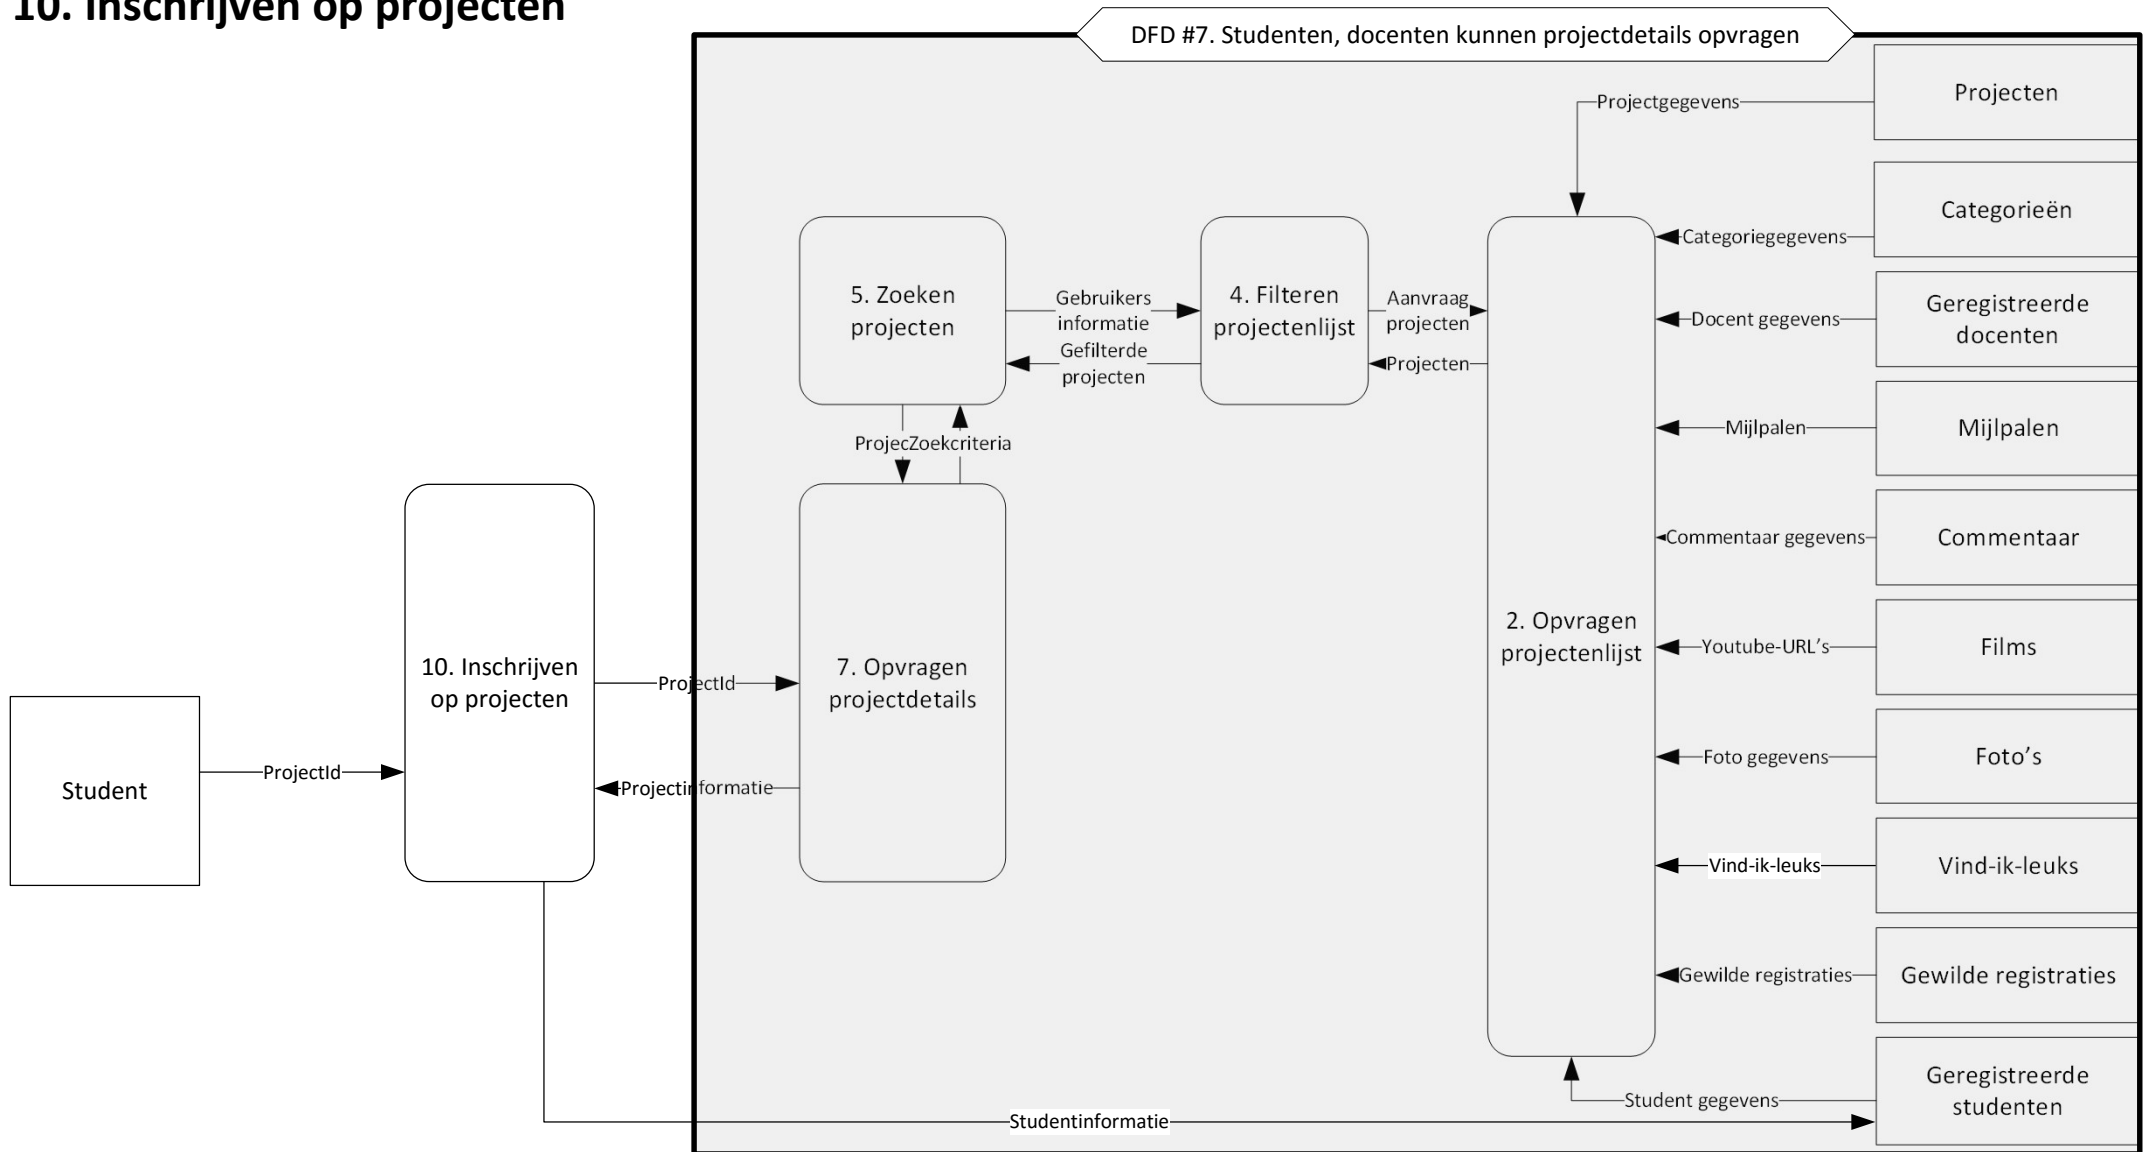 10. Inschrijven op projecten
DFD #7. Studenten, docenten kunnen projectdetails opvragen
Projecten
Projectgegevens
Categorieën
Categoriegegevens
5. Zoeken
projecten
Gebruikers
informatie
Gefilterde
projecten
4. Filteren
projectenlijst
Aanvraag
projecten
Projecten
Docent gegevens
Geregistreerde
docenten
Mijlpalen
Mijlpalen
Zoekcriteria
Commentaar gegevens
Commentaar
2. Opvragen
projectenlijst
Youtube-URL's
Films
10. Inschrijven
op projecten
ProjectId
7. Opvragen
projectdetails
Student
ProjectId
Projectinformatie
Foto gegevens
Foto's
Vind-ik-leuks
Vind-ik-leuks
Gewilde registraties
Gewilde registraties
Student gegevens
Geregistreerde
studenten
Studentinformatie